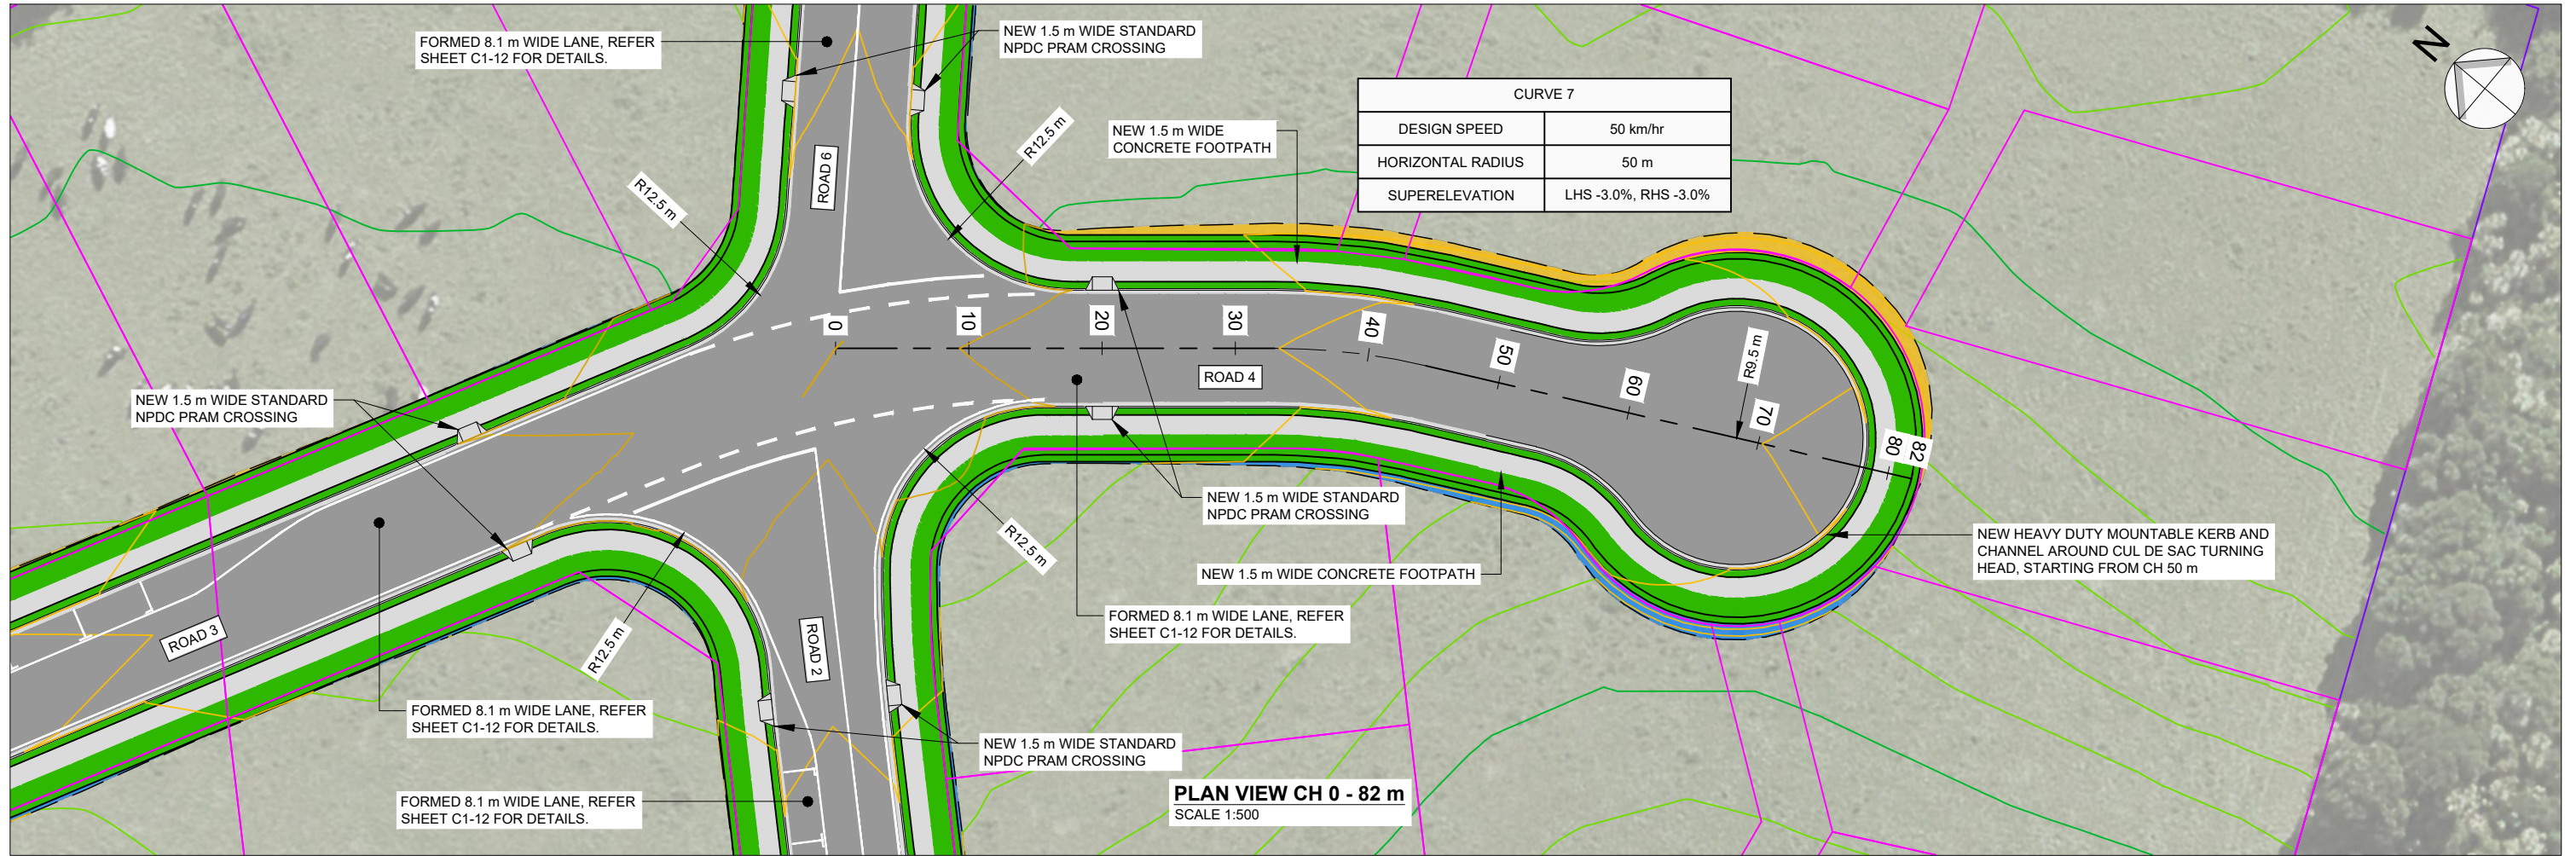 FORMED 8.1 m WIDE LANE, REFER
SHEET C1-12 FOR DETAILS.
NEW 1.5 m WIDE STANDARD
NPDC PRAM CROSSING
N
CURVE 7
DESIGN SPEED 50 km/hr
HORIZONTAL RADIUS 50 m
SUPERELEVATION LHS -3.0%, RHS -3.0%
NEW 1.5 m WIDE
CONCRETE FOOTPATH
R12.5 m
R12.5 m
ROAD 6
0
10
20
30
40
50
60
70
80
82
R9.5 m
ROAD 4
NEW 1.5 m WIDE STANDARD
NPDC PRAM CROSSING
NEW 1.5 m WIDE STANDARD
NPDC PRAM CROSSING
R12.5 m
NEW HEAVY DUTY MOUNTABLE KERB AND
CHANNEL AROUND CUL DE SAC TURNING
HEAD, STARTING FROM CH 50 m
NEW 1.5 m WIDE CONCRETE FOOTPATH
FORMED 8.1 m WIDE LANE, REFER
SHEET C1-12 FOR DETAILS.
ROAD 3
R12.5 m
ROAD 2
FORMED 8.1 m WIDE LANE, REFER
SHEET C1-12 FOR DETAILS.
NEW 1.5 m WIDE STANDARD
NPDC PRAM CROSSING
FORMED 8.1 m WIDE LANE, REFER
SHEET C1-12 FOR DETAILS.
PLAN VIEW CH 0 - 82 m
SCALE 1:500